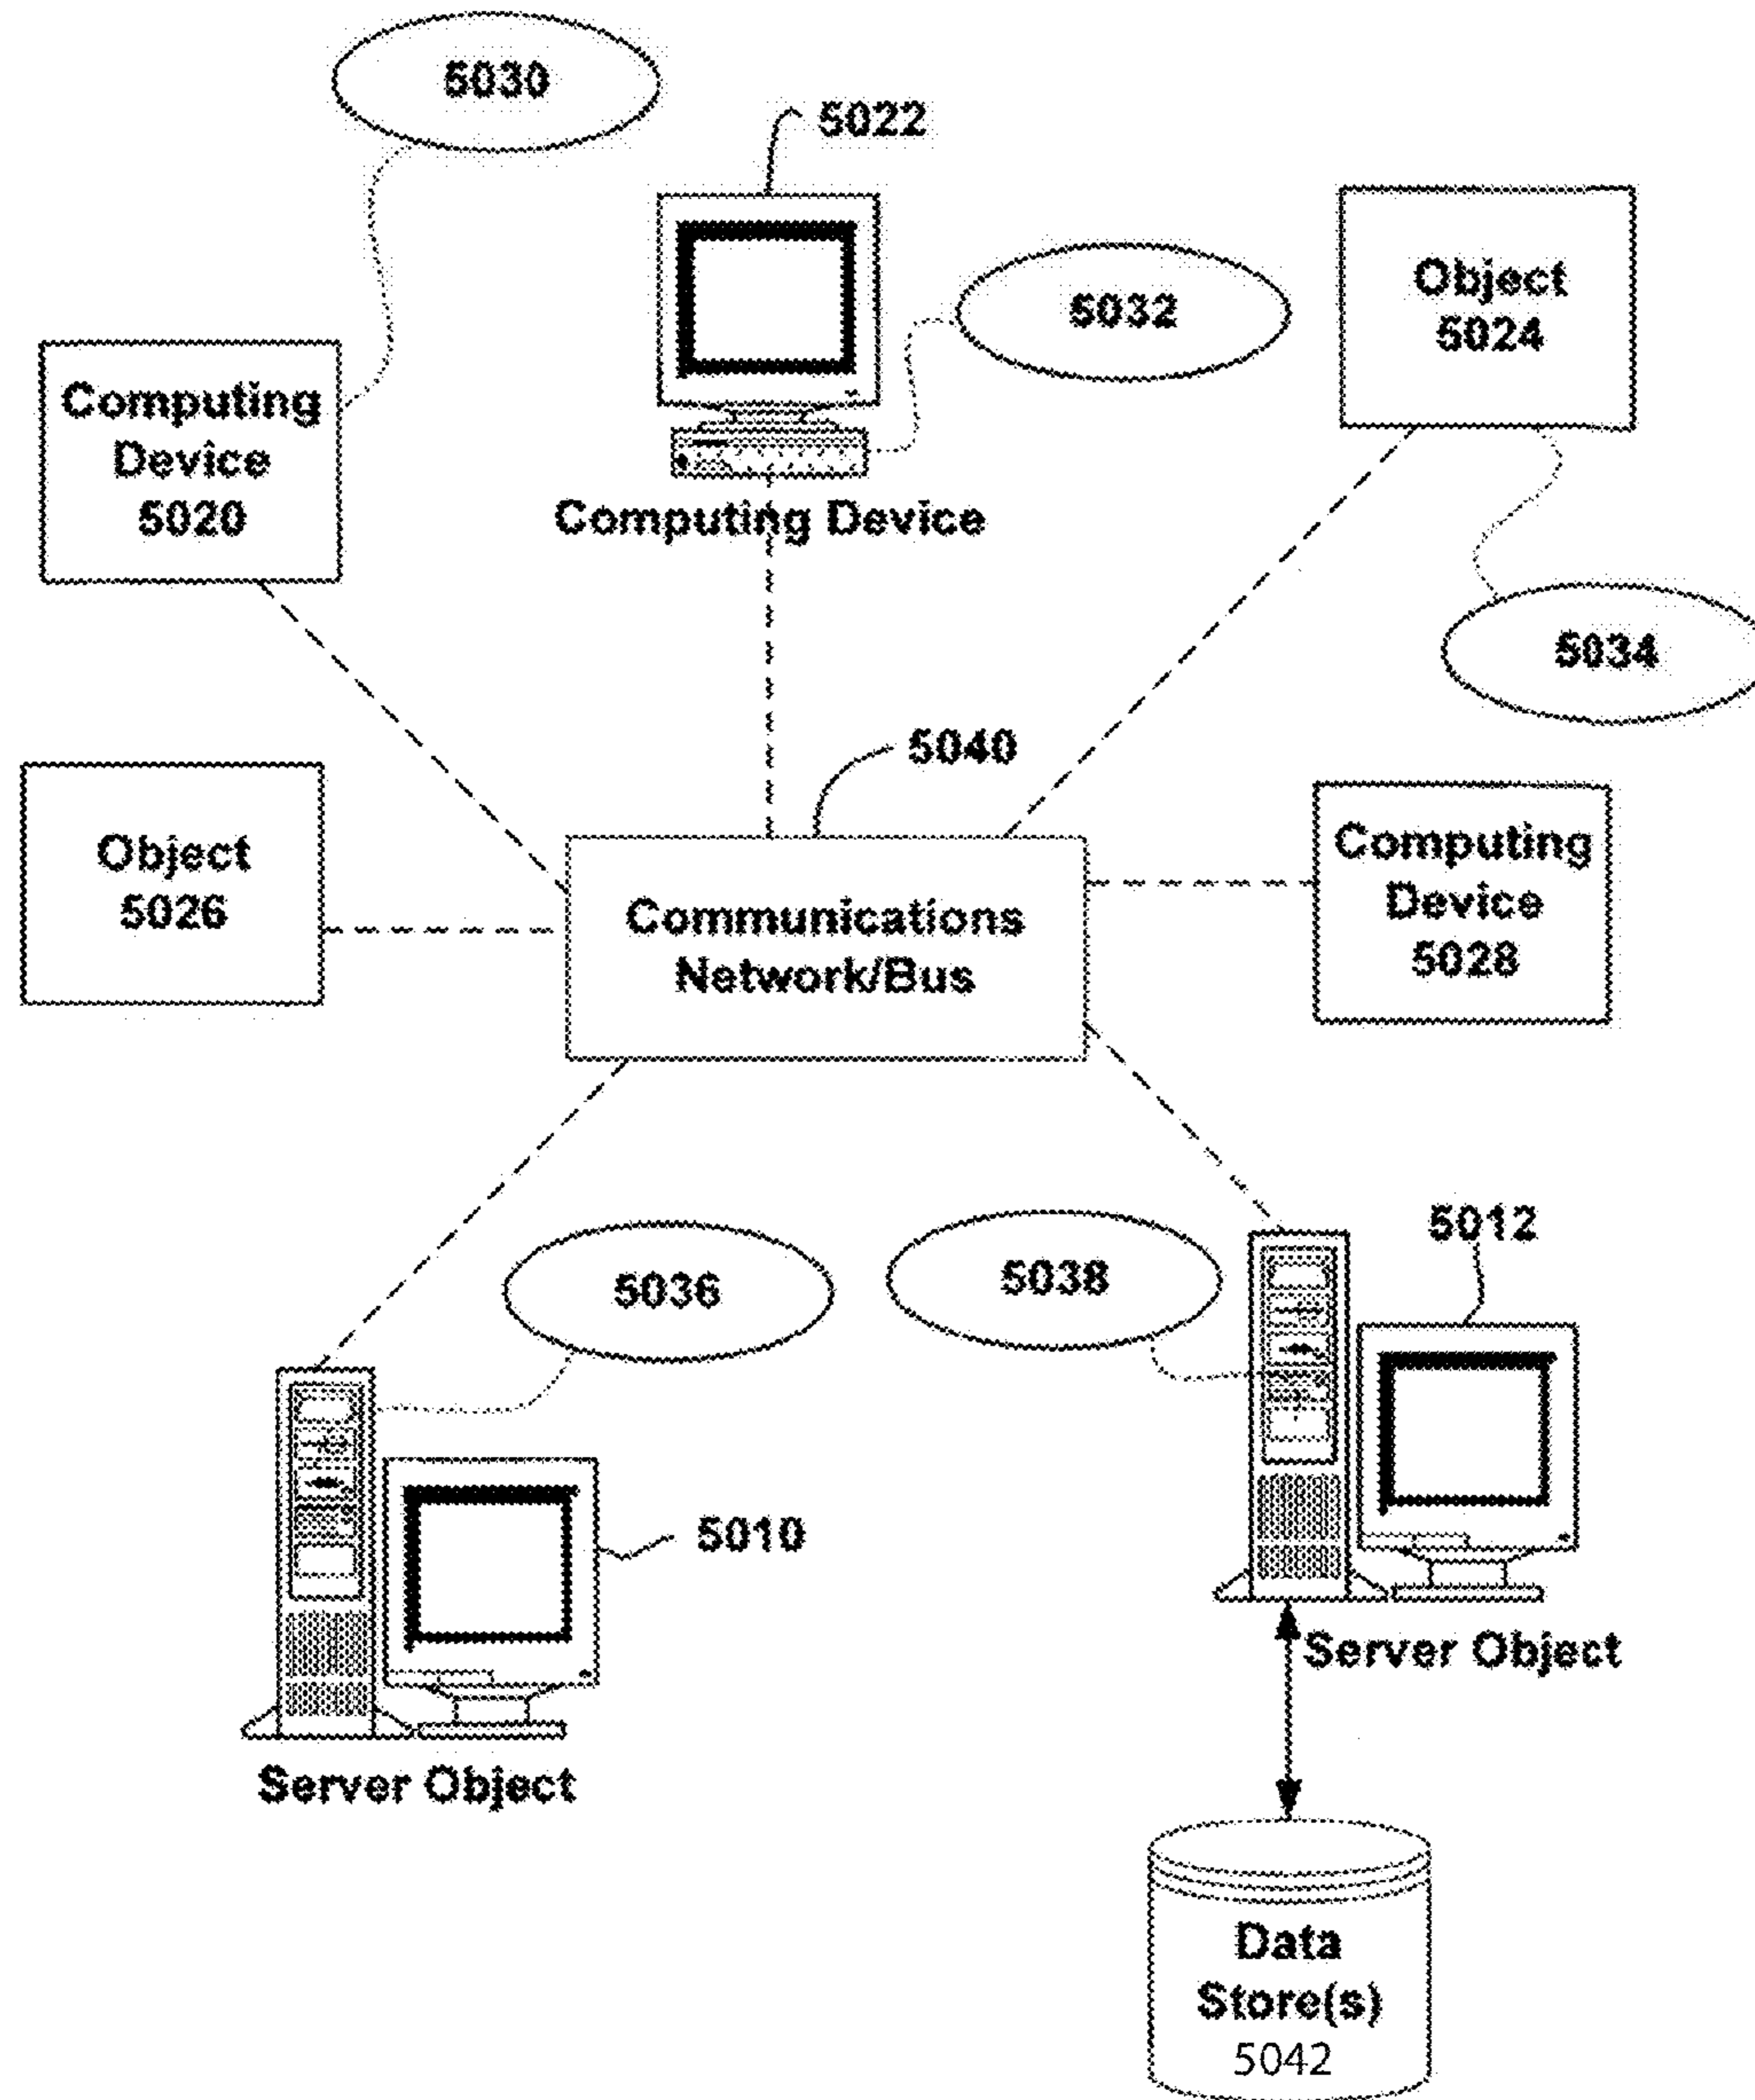 5030
5022
Object
5024
5032
Computing
Device
5020
Computing Device
5034
5040
Object
5026
Communications
Network/Bus
Computing
Device
5028
5036
5038
5012
5010
Server Object
Server Object
Data
Store(s)
5042